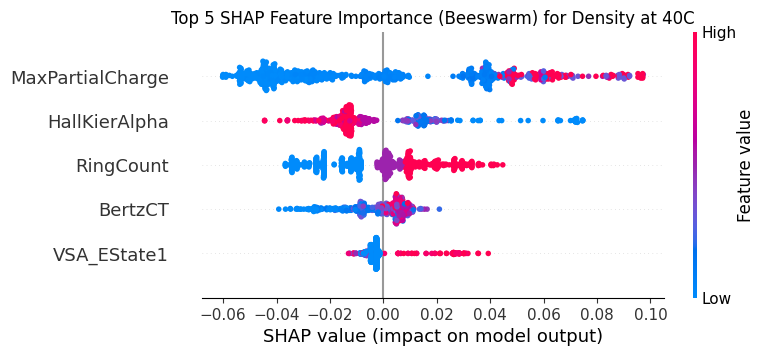 Top 5 SHAP Feature Importance (Beeswarm) for Density at 40C
High
MaxPartialCharge
HallKierAlpha
RingCount
BertzCT
VSA_EState1
Feature value
Low
−0.06 −0.04 −0.02 0.00 0.02 0.04 0.06 0.08 0.10
SHAP value (impact on model output)